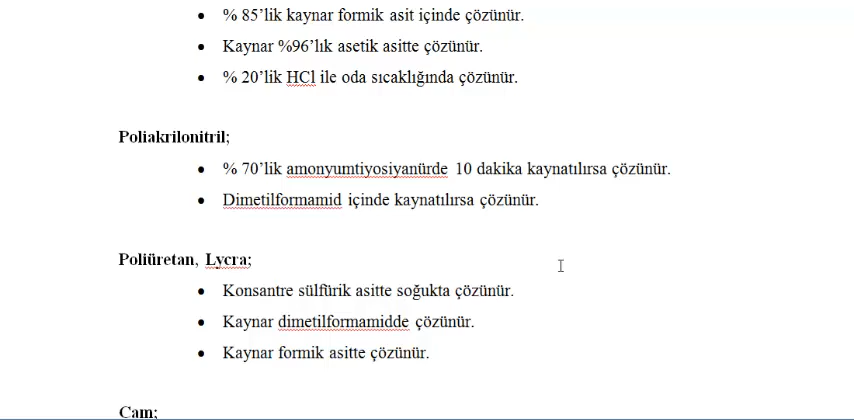 • % 85’lik kaynar formik asit içinde çözünür.
• Kaynar %96’lık asetik asitte çözünür.
• % 20’lik HCl ile oda sıcaklığında çözünür.
Poliakrilonitril;
• % 70’lik amonyumtiyosiyanürde 10 dakika kaynatılırsa çözünür.
• Dimetilformamid içinde kaynatılırsa çözünür.
Poliüretan, Lycra;
• Konsantre sülfürik asitte soğukta çözünür.
• Kaynar dimetilformamidde çözünür.
• Kaynar formik asitte çözünür.
Cam;